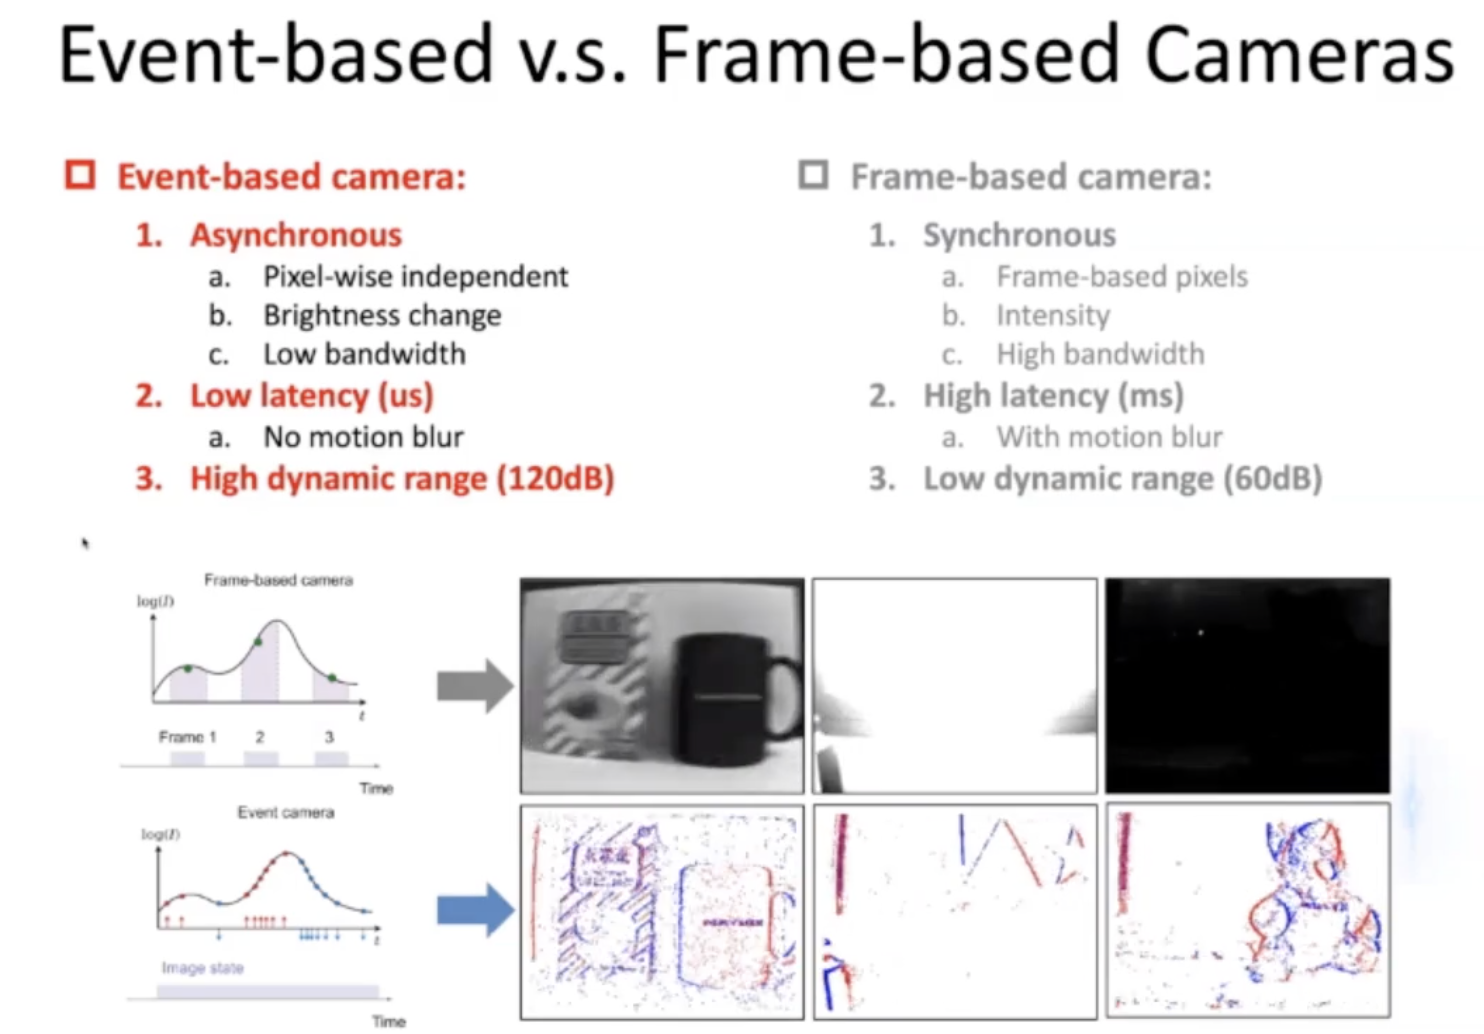 Event-based v.s. Frame-based Cameras
Event-based camera:
1. Asynchronous
a. Pixel-wise independent
b. Brightness change
c. Low bandwidth
2. Low latency (us)
a. No motion blur
3. High dynamic range (120dB)
Frame-based camera:
1. Synchronous
a. Frame-based pixels
b. Intensity
c. High bandwidth
2. High latency (ms)
a. With motion blur
3. Low dynamic range (60dB)
Frame-based camera
log(I)
t
Frame 1 2 3
Time
Event camera
log(I)
t
Image state
Time